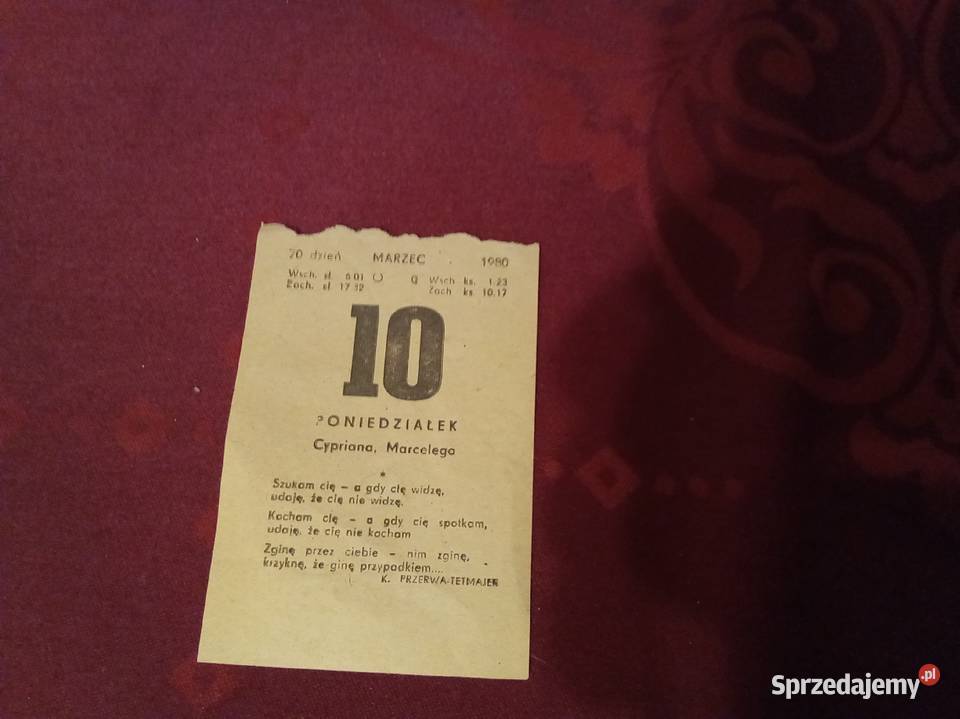 70 dzień MARZEC 1980
Wsch. sł. 6.01 Wsch. ks. 1.23
Zach. sł 17.32 Zach ks 10.17
10
PONIEDZIAŁEK
Cypriana, Marcelego
*
Szukam cię – a gdy cię widzę,
udaję, że cię nie widzę.
Kocham cię – a gdy cię spotkam,
udaję, że cię nie kocham
Zginę przez ciebie – nim zginę,
krzyknę, że ginę przypadkiem....
K. PRZERWA-TETMAJER
Sprzedajemy.pl